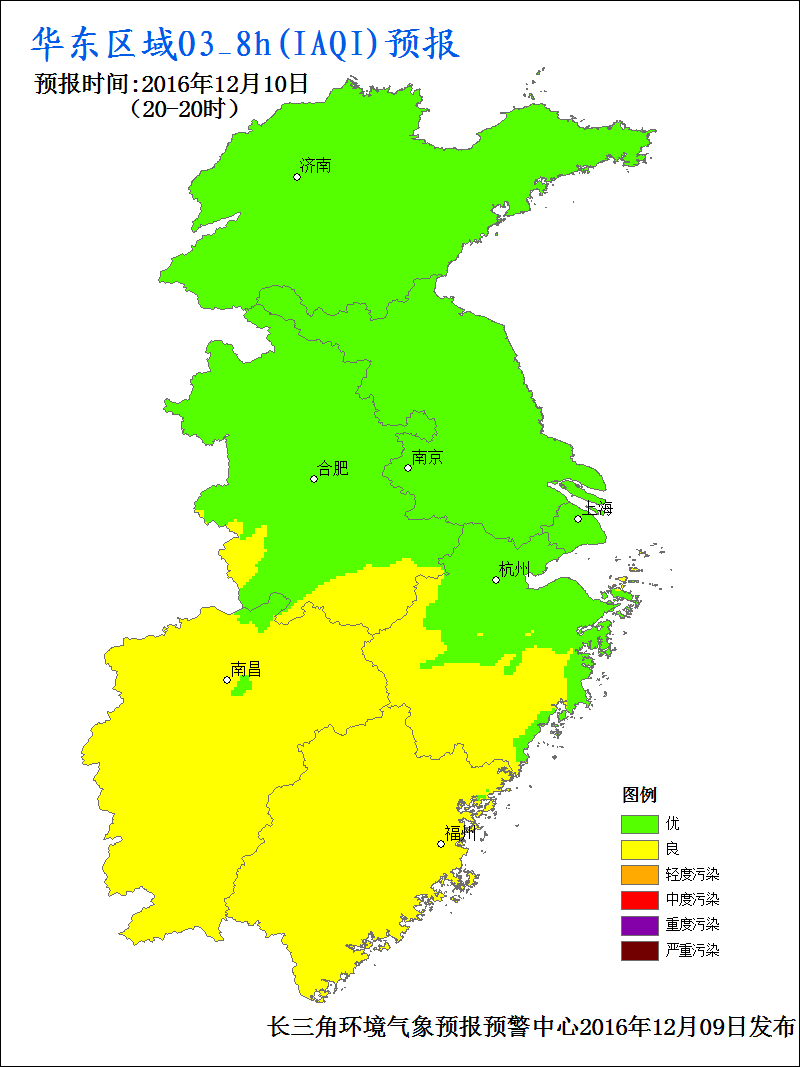 华东区域O3_8h(IAQI)预报
预报时间:2016年12月10日
（20-20时）
济南
南京
合肥
上海
杭州
南昌
福州
图例
优
良
轻度污染
中度污染
重度污染
严重污染
长三角环境气象预报预警中心2016年12月09日发布